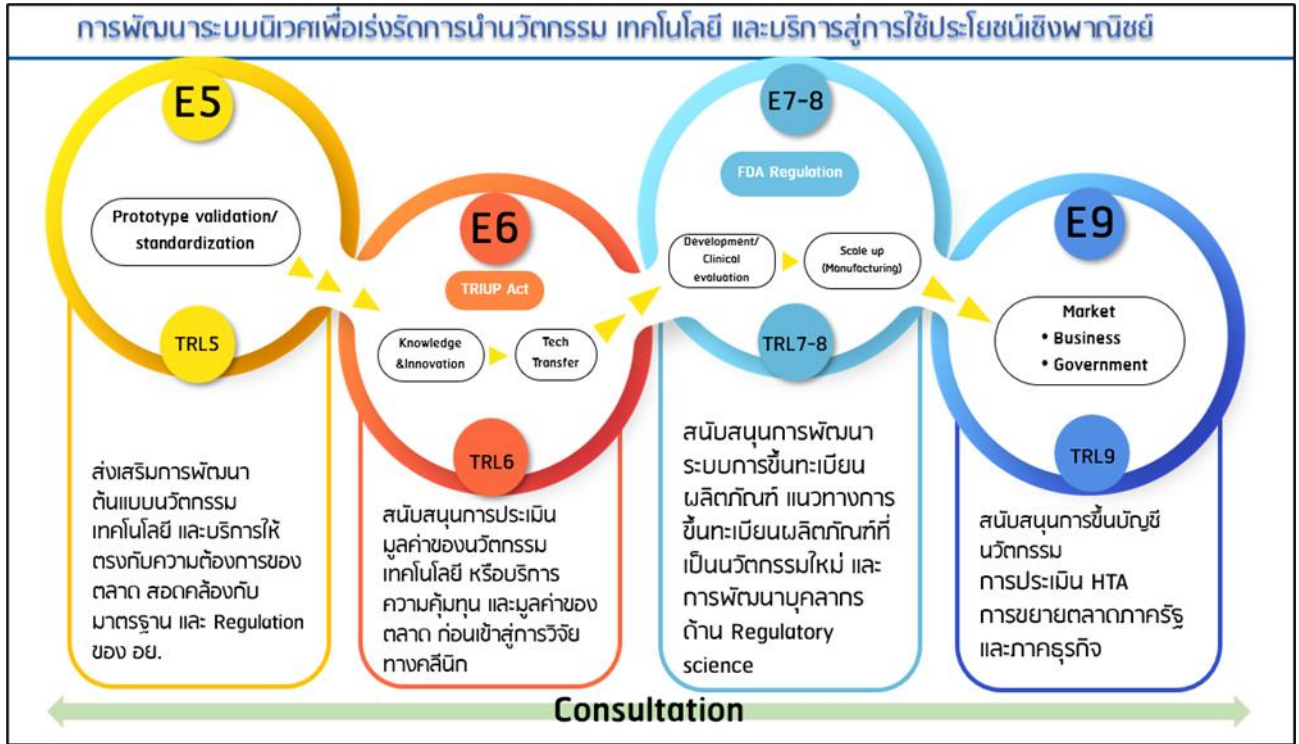 การพัฒนาระบบนิเวศเพื่อเร่งรัดการนำนวัตกรรม เทคโนโลยี และบริการสู่การใช้ประโยชน์เชิงพาณิชย์
E5
Prototype validation/
standardization
TRL5
ส่งเสริมการพัฒนา
ต้นแบบนวัตกรรม
เทคโนโลยี และบริการให้
ตรงกับความต้องการของ
ตลาด สอดคล้องกับ
มาตรฐาน และ Regulation
ของ อย.
E6
TRIUP Act
Knowledge
&Innovation
Tech
Transfer
TRL6
สนับสนุนการประเมิน
มูลค่าของนวัตกรรม
เทคโนโลยี หรือบริการ
ความคุ้มทุน และมูลค่าของ
ตลาด ก่อนเข้าสู่การวิจัย
ทางคลีนิก
E7-8
FDA Regulation
Development/
Clinical
evaluation
Scale up
(Manufacturing)
TRL7-8
สนับสนุนการพัฒนา
ระบบการขึ้นทะเบียน
ผลิตภัณฑ์ แนวทางการ
ขึ้นทะเบียนผลิตภัณฑ์ที่
เป็นนวัตกรรมใหม่ และ
การพัฒนาบุคลากร
ด้าน Regulatory
science
E9
Market
• Business
• Government
TRL9
สนับสนุนการขึ้นบัญชี
นวัตกรรม
การประเมิน HTA
การขยายตลาดภาครัฐ
และภาคธุรกิจ
Consultation